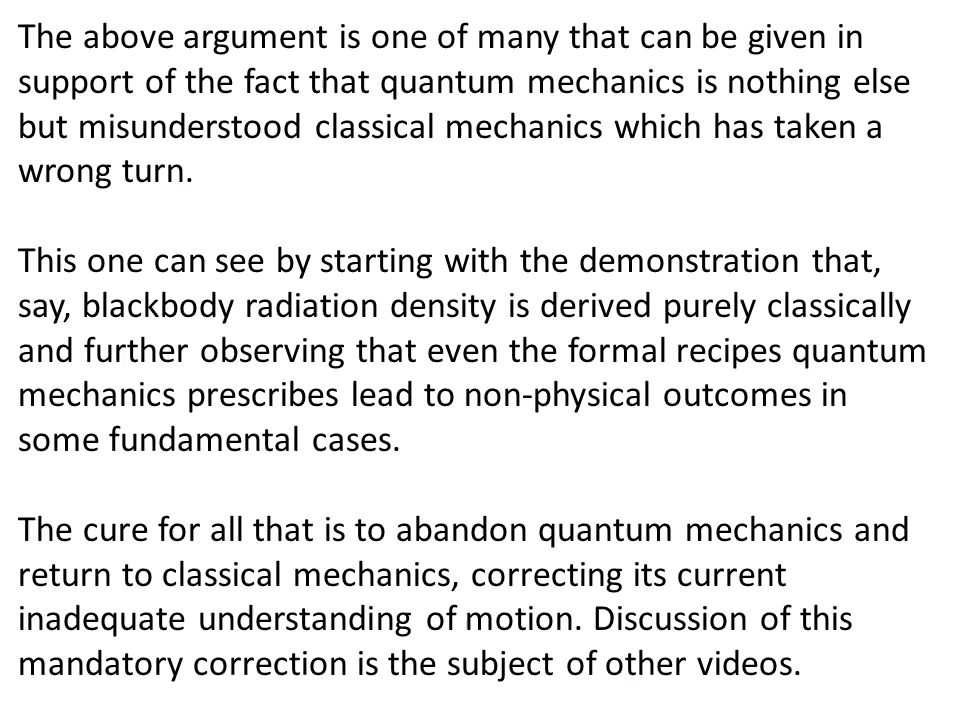 The above argument is one of many that can be given in
support of the fact that quantum mechanics is nothing else
but misunderstood classical mechanics which has taken a
wrong turn.
This one can see by starting with the demonstration that,
say, blackbody radiation density is derived purely classically
and further observing that even the formal recipes quantum
mechanics prescribes lead to non-physical outcomes in
some fundamental cases.
The cure for all that is to abandon quantum mechanics and
return to classical mechanics, correcting its current
inadequate understanding of motion. Discussion of this
mandatory correction is the subject of other videos.